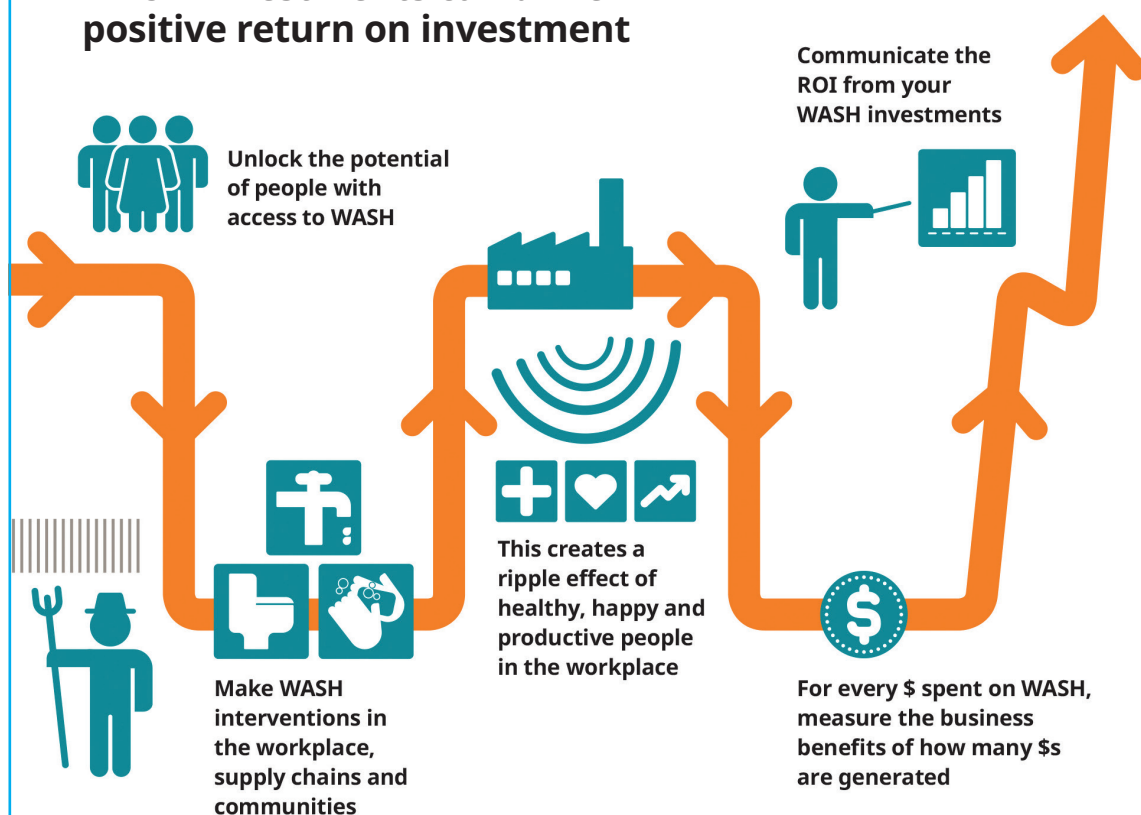 positive return on investment
Unlock the potential
of people with
access to WASH
Make WASH
interventions in
the workplace,
supply chains and
communities
This creates a
ripple effect of
healthy, happy and
productive people
in the workplace
For every $ spent on WASH,
measure the business
benefits of how many $s
are generated
Communicate the
ROI from your
WASH investments
$